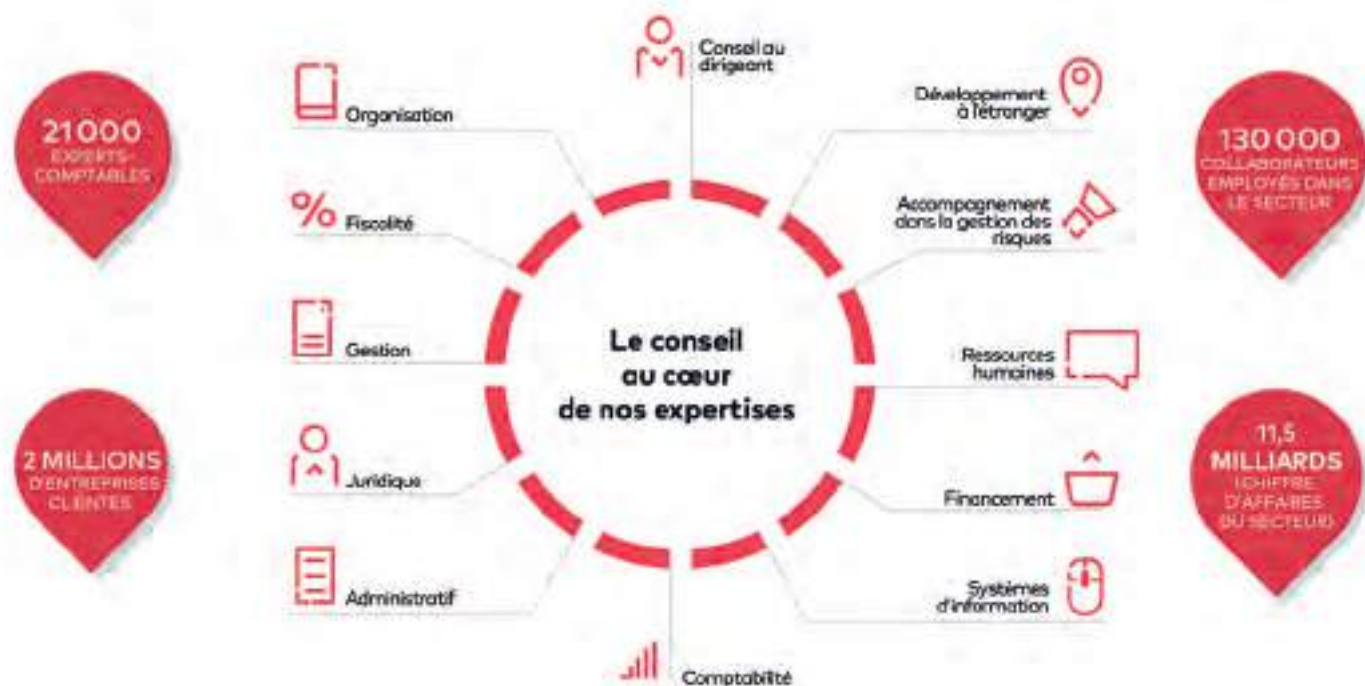 21 000
EXPERTS-
COMPTABLES
2 MILLIONS
D'ENTREPRISES
CLIENTES
Organisation
%
Fiscalité
Gestion
Juridique
Administratif
Conseil au
dirigeant
Le conseil
au cœur
de nos expertises
Comptabilité
Développement
à l'étranger
Accompagnement
dans la gestion des
risques
Ressources
humaines
Financement
Systèmes
d'information
130 000
COLLABORATEURS
EMPLOYÉS DANS
LE SECTEUR
11,5
MILLIARDS
(CHIFFRE
D'AFFAIRES
DU SECTEUR)